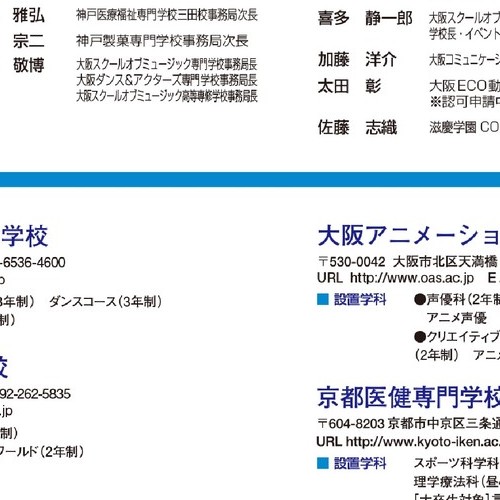 雅弘 神戸医療福祉専門学校三田校事務局次長
宗二 神戸製菓専門学校事務局次長
敬博 大阪スクールオブミュージック専門学校事務局長
大阪ダンス&アクターズ専門学校事務局長
大阪スクールオブミュージック高等専修学校事務局長
喜多 静一郎 大阪スクールオブ
学校長・イベント
加藤 洋介 大阪コミュニケーシ
太田 彰 大阪ECO動
※認可申請中
佐藤 志織 滋慶学園 CO
学校
-6536-4600
p
3年制) ダンスコース(3年制)
制)
校
92-262-5835
.jp
制)
ワールド(2年制)
大阪アニメーショ
〒530-0042 大阪市北区天満橋
URL http://www.oas.ac.jp E
■ 設置学科 ●声優科(2年制
アニメ声優
●クリエイティブ
(2年制) アニメ
京都医健専門学校
〒604-8203 京都市中京区三条通
URL http://www.kyoto-iken.ac.
■ 設置学科 スポーツ科学科
理学療法科(昼